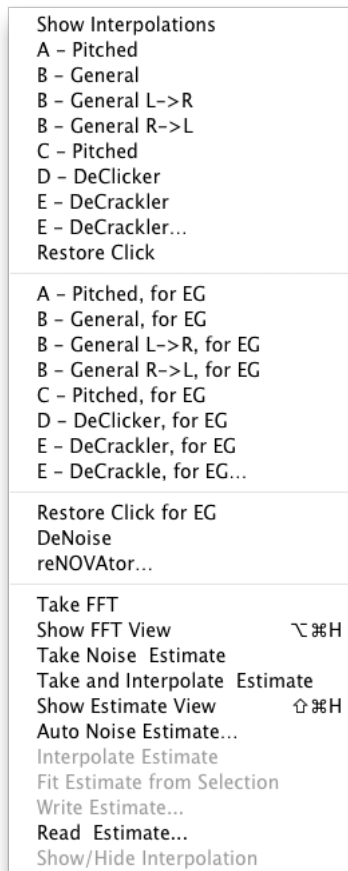 Show Interpolations
A – Pitched
B – General
B – General L–>R
B – General R–>L
C – Pitched
D – DeClicker
E – DeCrackler
E – DeCrackler...
Restore Click
A – Pitched, for EG
B – General, for EG
B – General L–>R, for EG
B – General R–>L, for EG
C – Pitched, for EG
D – DeClicker, for EG
E – DeCrackler, for EG
E – DeCrackle, for EG...
Restore Click for EG
DeNoise
reNOVAtor...
Take FFT
Show FFT View ⌥⌘H
Take Noise  Estimate
Take and Interpolate  Estimate
Show Estimate View ⇧⌘H
Auto Noise Estimate...
Interpolate Estimate
Fit Estimate from Selection
Write Estimate...
Read  Estimate...
Show/Hide Interpolation